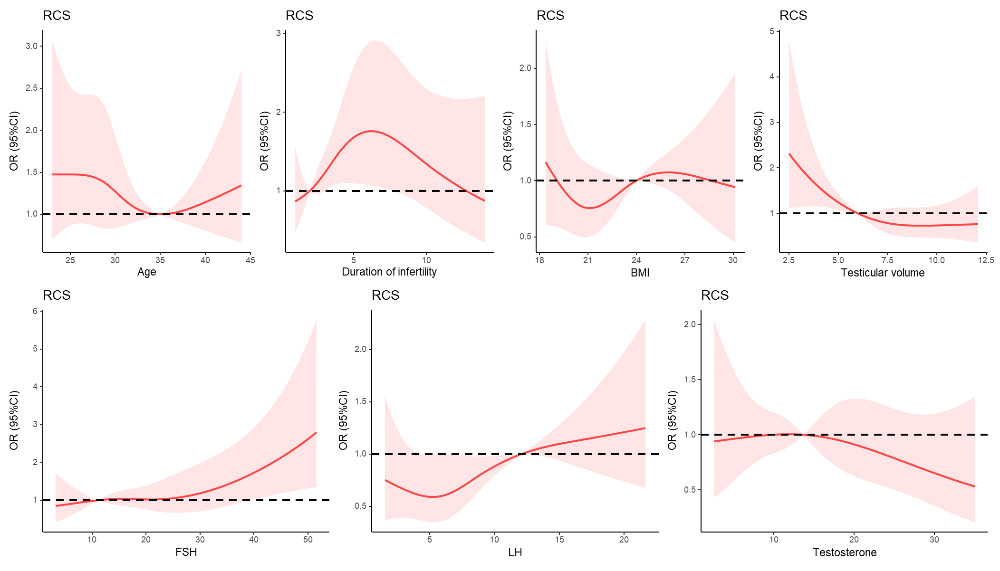 RCS
OR (95%CI)
3.0
2.5
2.0
1.5
1.0
25 30 35 40 45
Age
RCS
OR (95%CI)
3
2
1
5 10
Duration of infertility
RCS
OR (95%CI)
2.0
1.5
1.0
0.5
18 21 24 27 30
BMI
RCS
OR (95%CI)
5
4
3
2
1
2.5 5.0 7.5 10.0 12.5
Testicular volume
RCS
OR (95%CI)
6
5
4
3
2
1
10 20 30 40 50
FSH
RCS
OR (95%CI)
2.0
1.5
1.0
0.5
5 10 15 20
LH
RCS
OR (95%CI)
2.0
1.5
1.0
0.5
10 20 30
Testosterone